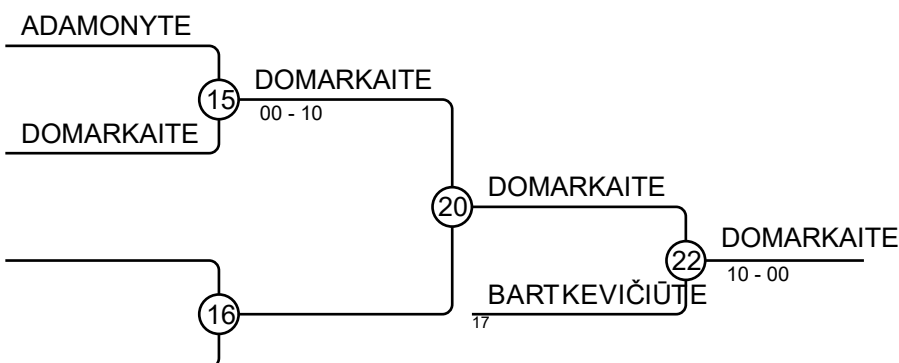 ADAMONYTE
15
DOMARKAITE
00 - 10
DOMARKAITE
20
DOMARKAITE
22
DOMARKAITE
10 - 00
BARTKEVIČIŪTE
17
16